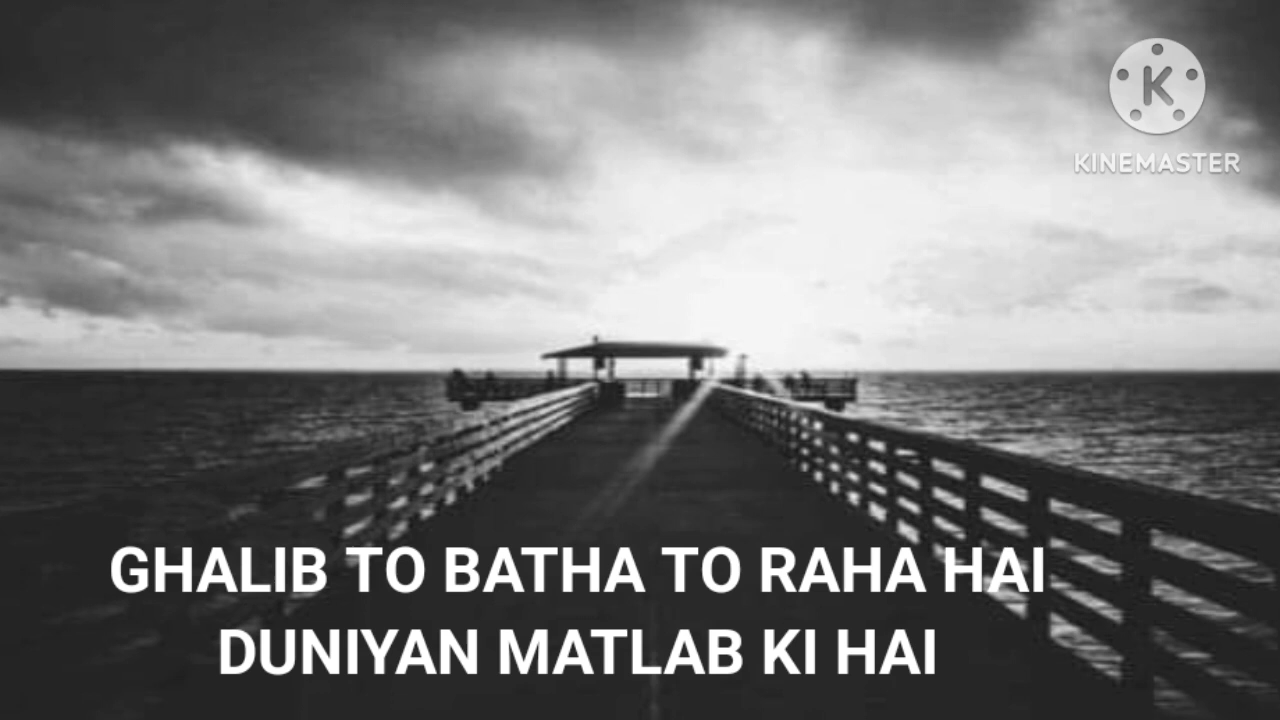 KINEMASTER
GHALIB TO BATHA TO RAHA HAI
DUNIYAN MATLAB KI HAI